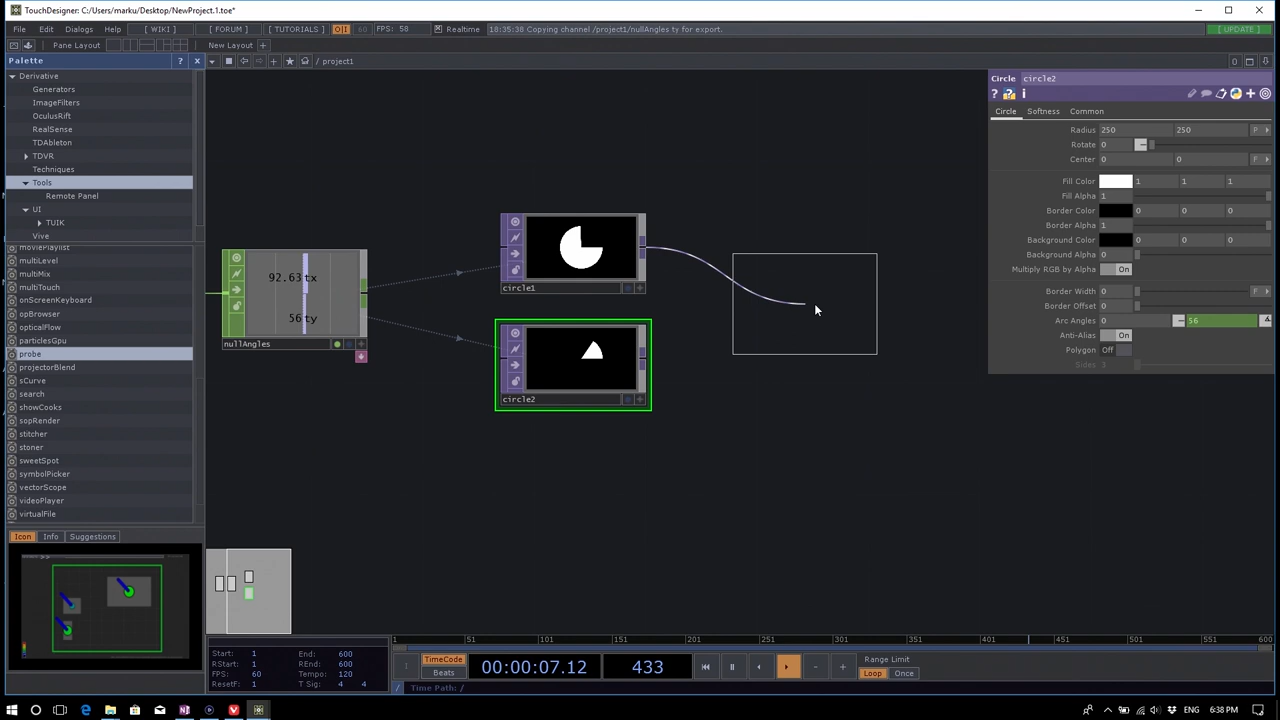 TouchDesigner: C:/Users/marku/Desktop/NewProject.1.toe*
File Edit Dialogs [ WIKI ] [ FORUM ] [ TUTORIALS ] O|I 60 FPS: 58 Realtime 18:35:38 Copying channel /project1/nullAngles ty for export. [ UPDATE ]
Pane Layout New Layout +
Palette ? x
/ project1
0
Derivative
Generators
ImageFilters
OculusRift
RealSense
TDAbleton
TDVR
Techniques
Tools
Remote Panel
UI
TUIK
Vive
moviePlaylist
multiLevel
multiMix
multiTouch
onScreenKeyboard
opBrowser
opticalFlow
particlesGpu
probe
projectorBlend
sCurve
search
showCooks
sopRender
stitcher
stoner
sweetSpot
symbolPicker
vectorScope
videoPlayer
virtualFile
Icon Info Suggestions
92.63 tx
56 ty
nullAngles
circle1
circle2
Circle circle2
? i
Circle Softness Common
Radius 250 250 P
Rotate 0
Center 0 0 F
Fill Color 1 1 1
Fill Alpha 1
Border Color 0 0 0
Border Alpha 1
Background Color 0 0 0
Background Alpha 0
Multiply RGB by Alpha On
Border Width 0 P
Border Offset 0
Arc Angles 0 56
Anti-Alias On
Polygon Off
Sides 3
1 51 101 151 201 251 301 351 401 451 501 551 600
Start: 1 End: 600
RStart: 1 REnd: 600
FPS: 60 Tempo: 120
ResetF: 1 T Sig: 4 4
TimeCode
Beats
00:00:07.12
433
Range Limit
Loop Once
/ Time Path: /
ENG 6:38 PM